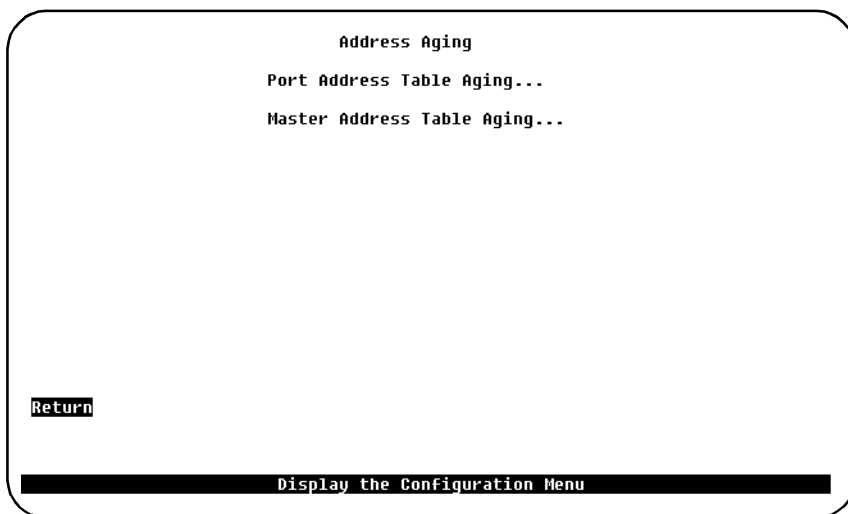 Address Aging
Port Address Table Aging...
Master Address Table Aging...
Return
Display the Configuration Menu